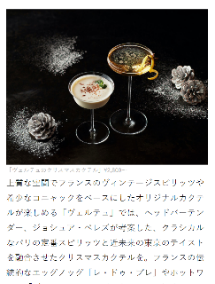 『ヴェルテュのクリスマスカクテル』 ¥2,800～
上質な空間でフランスのヴィンテージスピリッツや
希少なコニャックをベースにしたオリジナルカクテ
ルが楽しめる『ヴェルテュ』では、ヘッドバーテン
ダー、ジョシュア・ペレズが考案した、クラシカル
なパリの定番スピリッツと近未来の東京のテイスト
を融合させたクリスマスカクテルを。フランスの伝
統的なエッグノッグ「レ・ドゥ・プレ」やホットワ